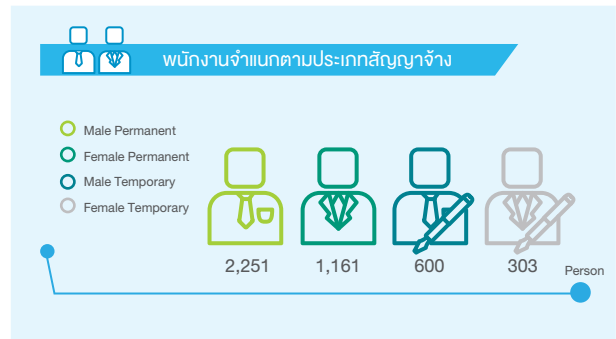 พนักงานจำแนกตามประเภทสัญญาจ้าง
Male Permanent
Female Permanent
Male Temporary
Female Temporary
2,251 1,161 600 303 Person